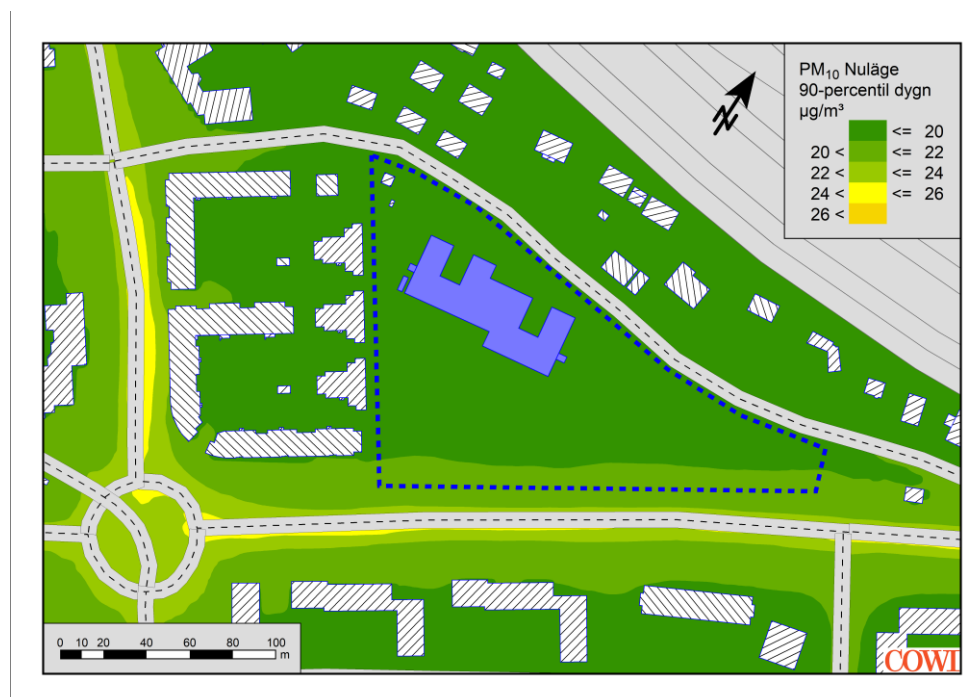 PM₁₀ Nuläge
90-percentil dygn
µg/m³
<= 20
20 < <= 22
22 < <= 24
24 < <= 26
26 <
N
0 10 20 40 60 80 100
m
COWI